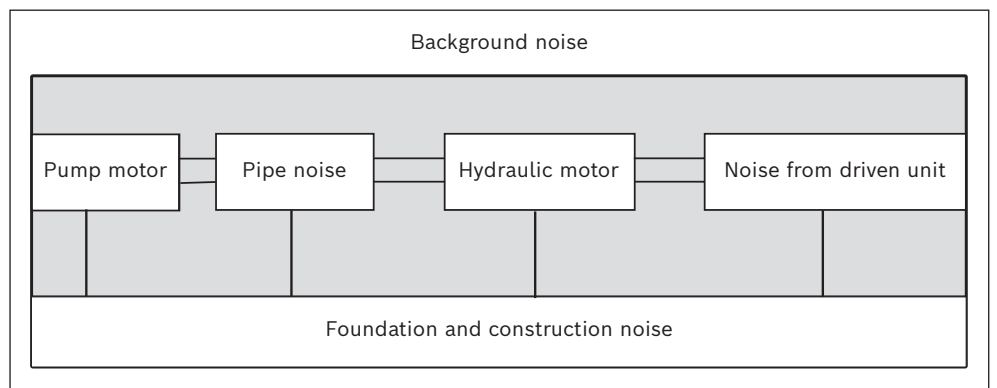 Background noise
Pump motor
Pipe noise
Hydraulic motor
Noise from driven unit
Foundation and construction noise